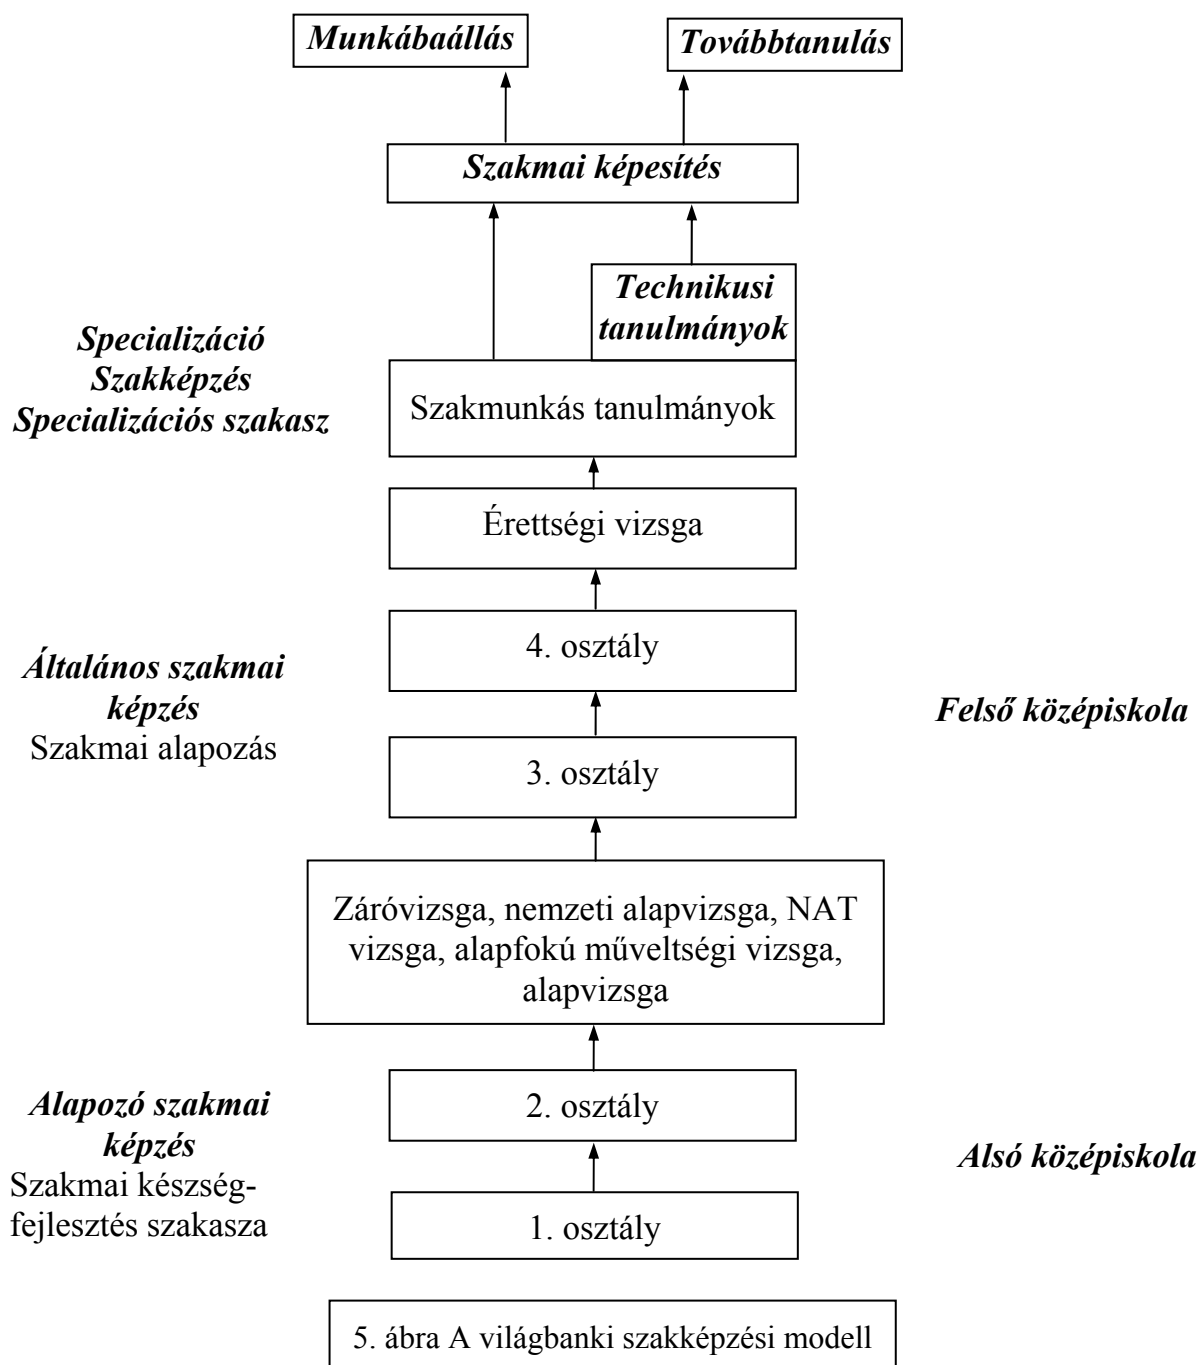 Munkábaállás
Továbbtanulás
Szakmai képesítés
Technikusi
tanulmányok
Specializáció
Szakképzés
Specializációs szakasz
Szakmunkás tanulmányok
Érettségi vizsga
4. osztály
Általános szakmai
képzés
Szakmai alapozás
Felső középiskola
3. osztály
Záróvizsga, nemzeti alapvizsga, NAT
vizsga, alapfokú műveltségi vizsga,
alapvizsga
2. osztály
Alapozó szakmai
képzés
Szakmai készség-
fejlesztés szakasza
Alsó középiskola
1. osztály
5. ábra A világbanki szakképzési modell